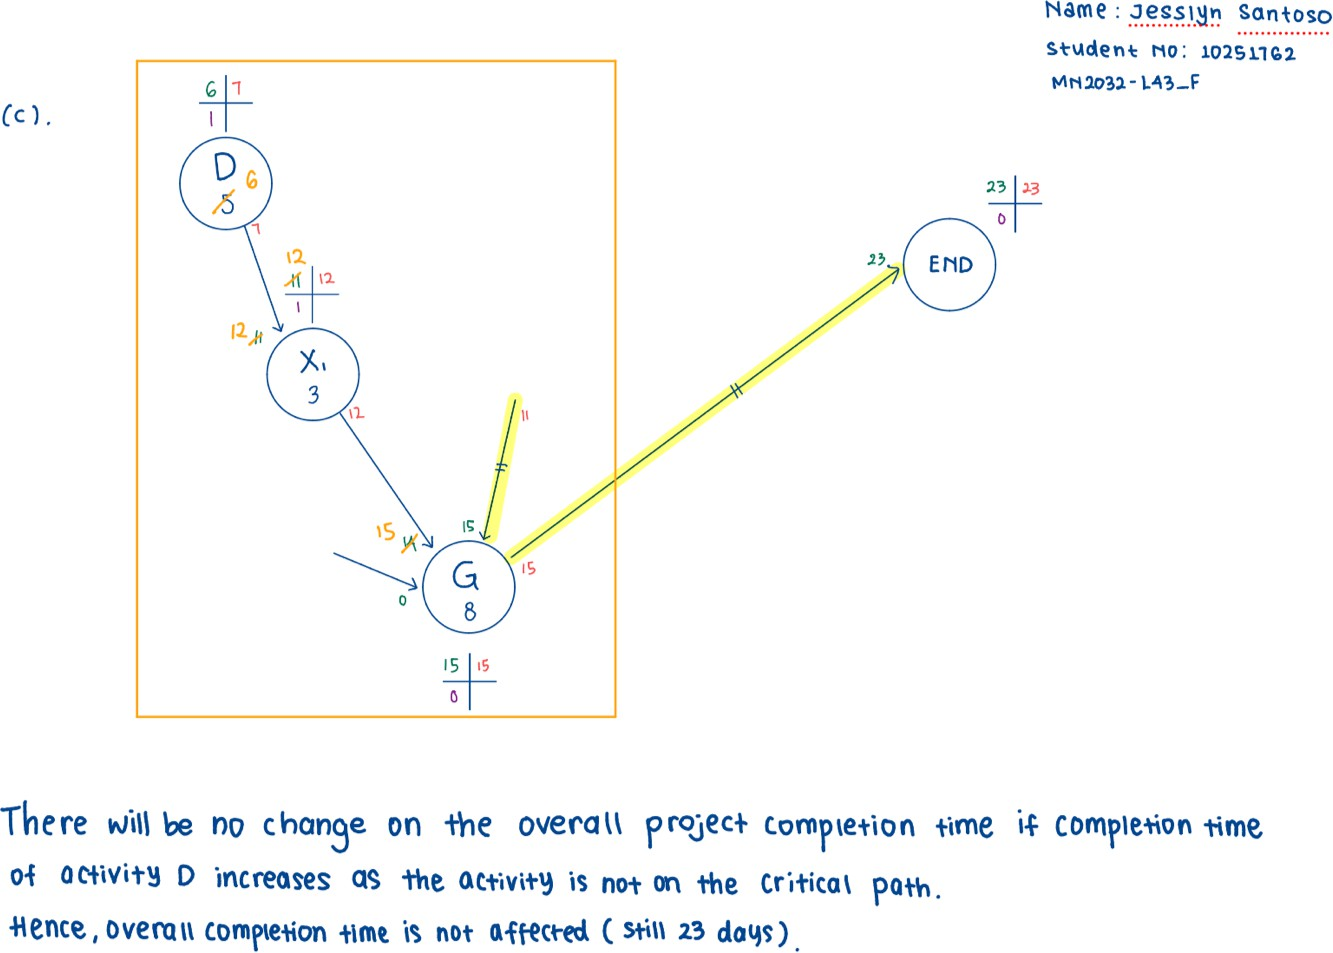 Name: Jesslyn Santoso
Student No: 10251762
MN2032-L43_F
(c).
6 7
1
D
5 6
7
12
11 12
1
12 11
X1
3
12
11
15 14
15
0
G
8
15
15 15
0
23 23
0
23
END
There will be no change on the overall project completion time if completion time
of activity D increases as the activity is not on the critical path.
Hence, overall completion time is not affected (still 23 days).